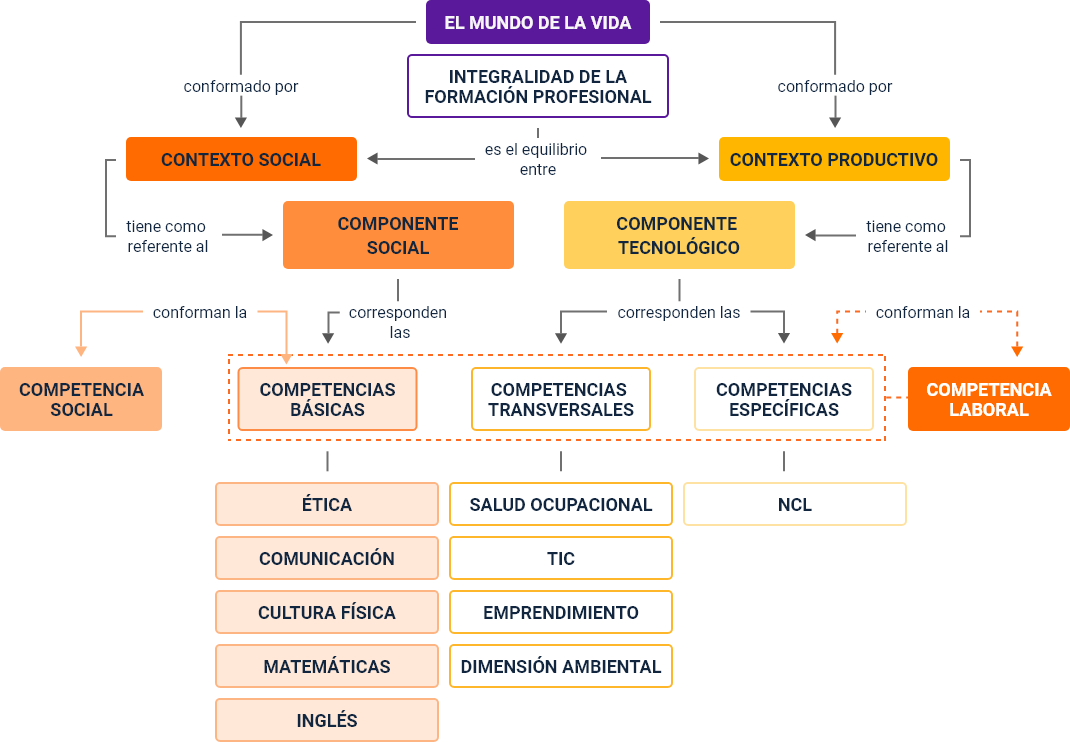 EL MUNDO DE LA VIDA
INTEGRALIDAD DE LA
FORMACIÓN PROFESIONAL
conformado por
conformado por
CONTEXTO SOCIAL
es el equilibrio
entre
CONTEXTO PRODUCTIVO
tiene como
referente al
COMPONENTE
SOCIAL
COMPONENTE
TECNOLÓGICO
tiene como
referente al
conforman la
corresponden
las
corresponden las
conforman la
COMPETENCIA
SOCIAL
COMPETENCIAS
BÁSICAS
COMPETENCIAS
TRANSVERSALES
COMPETENCIAS
ESPECÍFICAS
COMPETENCIA
LABORAL
ÉTICA
COMUNICACIÓN
CULTURA FÍSICA
MATEMÁTICAS
INGLÉS
SALUD OCUPACIONAL
TIC
EMPRENDIMIENTO
DIMENSIÓN AMBIENTAL
NCL